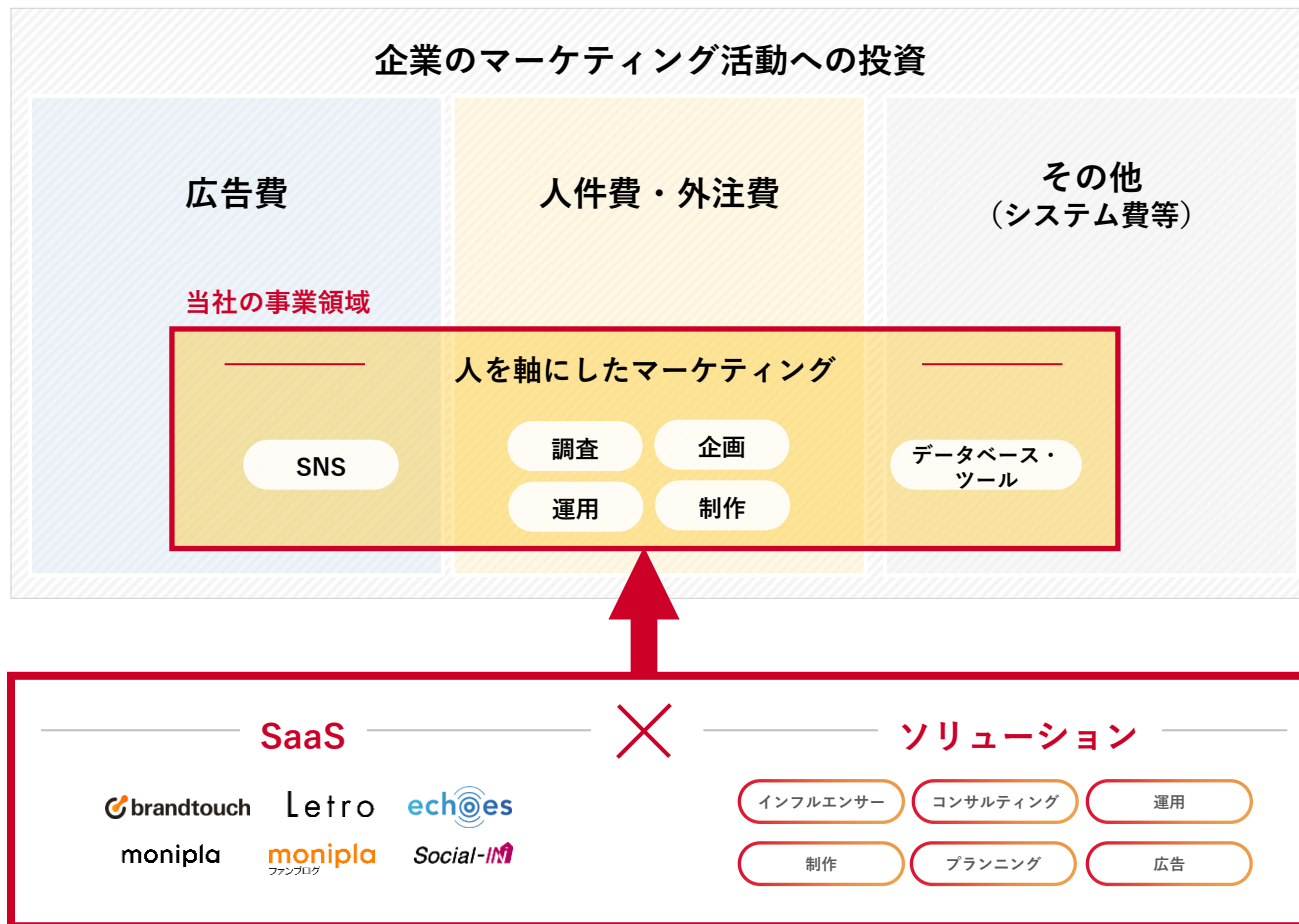 企業のマーケティング活動への投資
広告費
人件費・外注費
その他
（システム費等）
当社の事業領域
人を軸にしたマーケティング
SNS
調査
企画
運用
制作
データベース・
ツール
SaaS
ソリューション
brandtouch
Letro
echoes
monipla
monipla
ファンブログ
Social-IN
インフルエンサー
コンサルティング
運用
制作
プランニング
広告